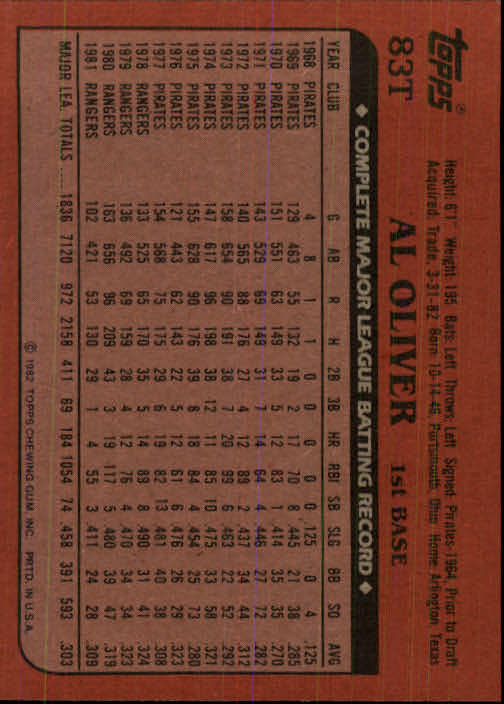 topps®
83T AL OLIVER 1st BASE
Height: 6'1" Weight: 195 Bats: Left Throws: Left Signed: Pirates, 1964, Prior to Draft
Acquired: Trade, 3-31-82 Born: 10-14-46, Portsmouth, Ohio Home: Arlington, Texas
◆ COMPLETE MAJOR LEAGUE BATTING RECORD ◆
YEAR CLUB G AB R H 2B 3B HR RBI SB SLG BB SO AVG
1968 PIRATES 4 8 1 1 0 0 0 0 0 .125 0 4 .125
1969 PIRATES 129 463 55 132 19 2 17 70 8 .445 21 38 .285
1970 PIRATES 151 551 63 149 33 5 12 83 1 .414 35 35 .270
1971 PIRATES 143 529 69 149 31 7 14 64 4 .446 27 72 .282
1972 PIRATES 140 565 88 176 27 4 12 89 2 .437 34 44 .312
1973 PIRATES 158 654 90 191 38 7 20 99 6 .463 22 52 .292
1974 PIRATES 147 617 96 198 38 12 11 85 10 .475 33 58 .321
1975 PIRATES 155 628 90 176 39 8 18 84 4 .454 25 73 .280
1976 PIRATES 121 443 62 143 22 5 12 61 6 .476 26 29 .323
1977 PIRATES 154 568 75 175 29 6 19 82 13 .481 40 38 .308
1978 RANGERS 133 525 65 170 35 5 14 89 8 .490 31 41 .324
1979 RANGERS 136 492 69 159 28 4 12 76 4 .470 34 34 .323
1980 RANGERS 163 656 96 209 43 3 19 117 5 .480 39 47 .319
1981 RANGERS 102 421 53 130 29 1 4 55 3 .411 24 28 .309
MAJOR LEA. TOTALS 1836 7120 972 2158 411 69 184 1054 74 .458 391 593 .303
© 1982 TOPPS CHEWING GUM, INC. PRTD. IN U.S.A.